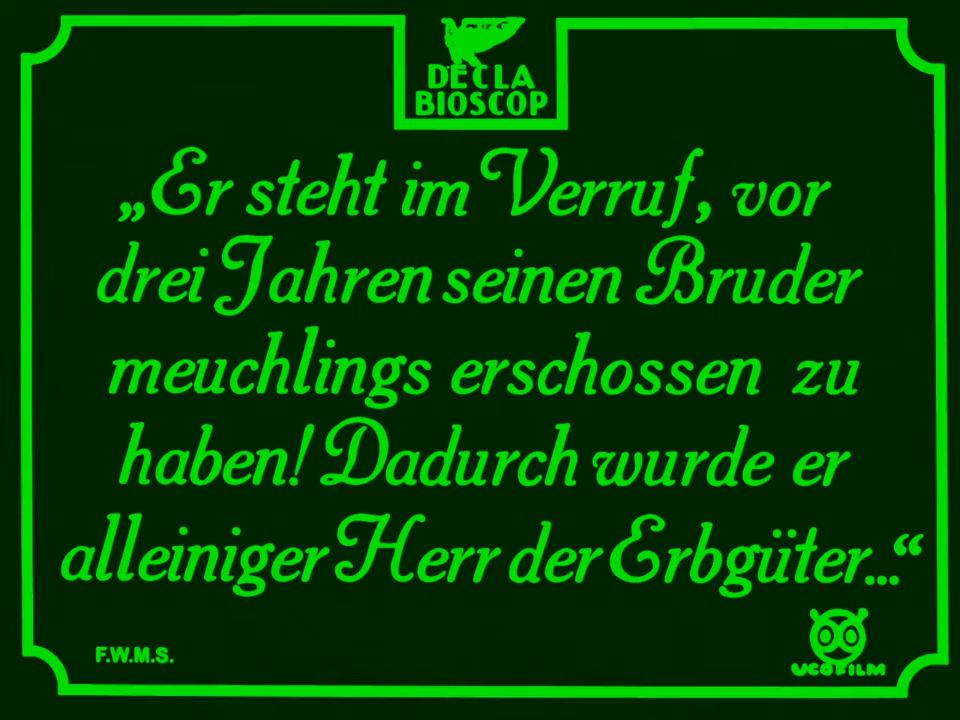 DECLA
BIOSCOP
„Er steht im Verruf, vor
drei Jahren seinen Bruder
meuchlings erschossen zu
haben! Dadurch wurde er
alleiniger Herr der Erbgüter...“
F.W.M.S.
UCOFILM